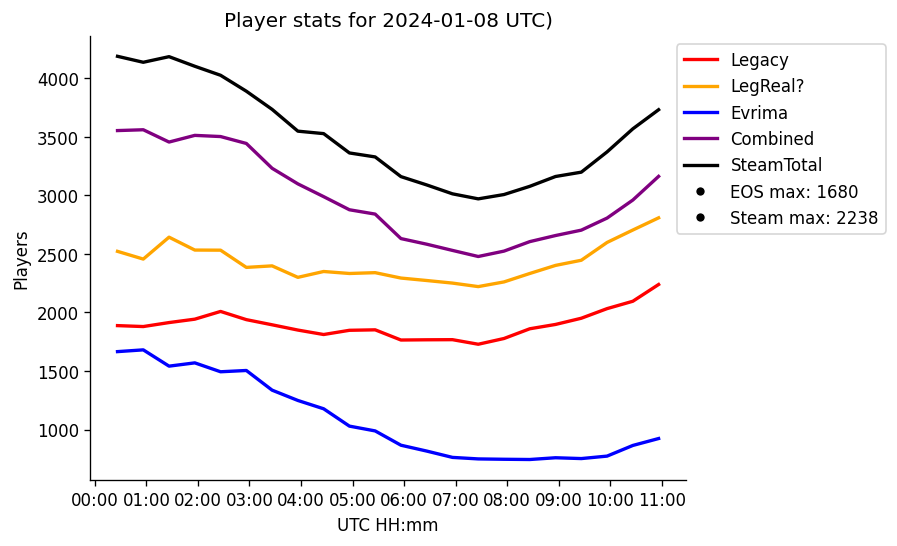 Player stats for 2024-01-08 UTC)
Legacy
LegReal?
Evrima
Combined
SteamTotal
EOS max: 1680
Steam max: 2238
Players
4000
3500
3000
2500
2000
1500
1000
00:00 01:00 02:00 03:00 04:00 05:00 06:00 07:00 08:00 09:00 10:00 11:00
UTC HH:mm